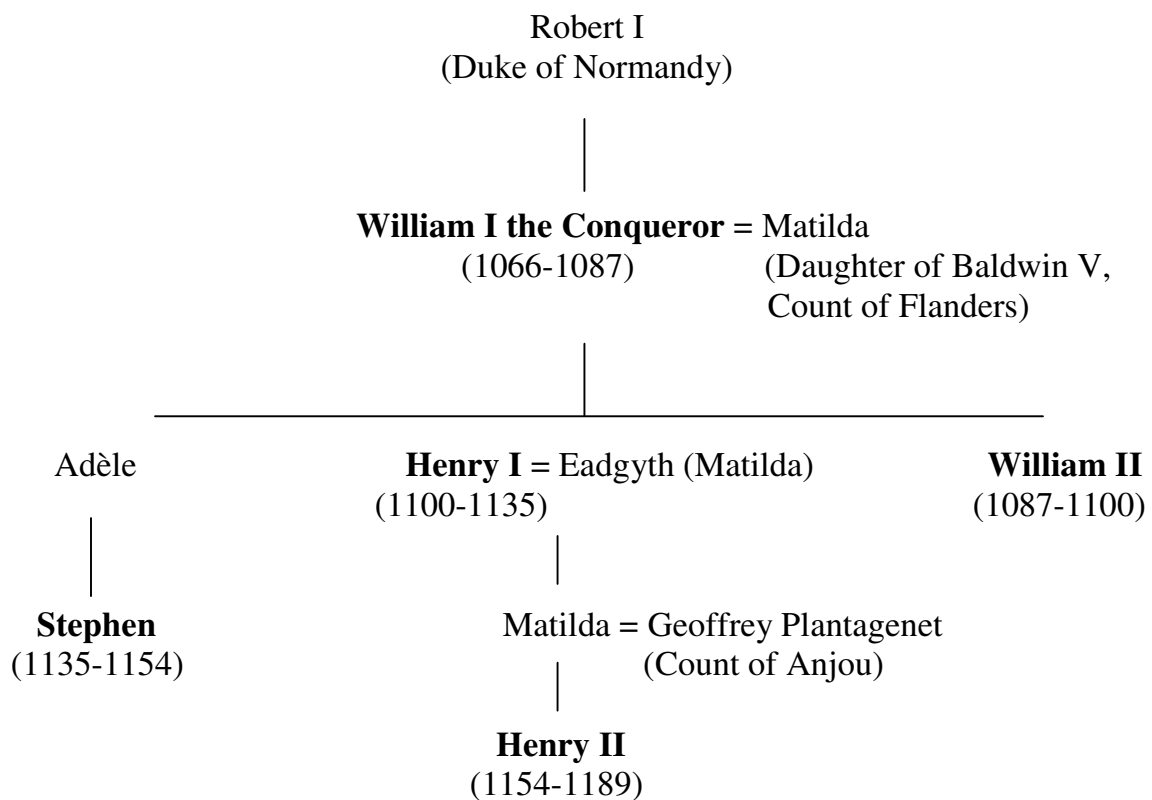 Robert I
(Duke of Normandy)
William I the Conqueror = Matilda
(1066-1087) (Daughter of Baldwin V,
Count of Flanders)
Adèle Henry I = Eadgyth (Matilda) William II
(1100-1135) (1087-1100)
Stephen Matilda = Geoffrey Plantagenet
(1135-1154) (Count of Anjou)
Henry II
(1154-1189)